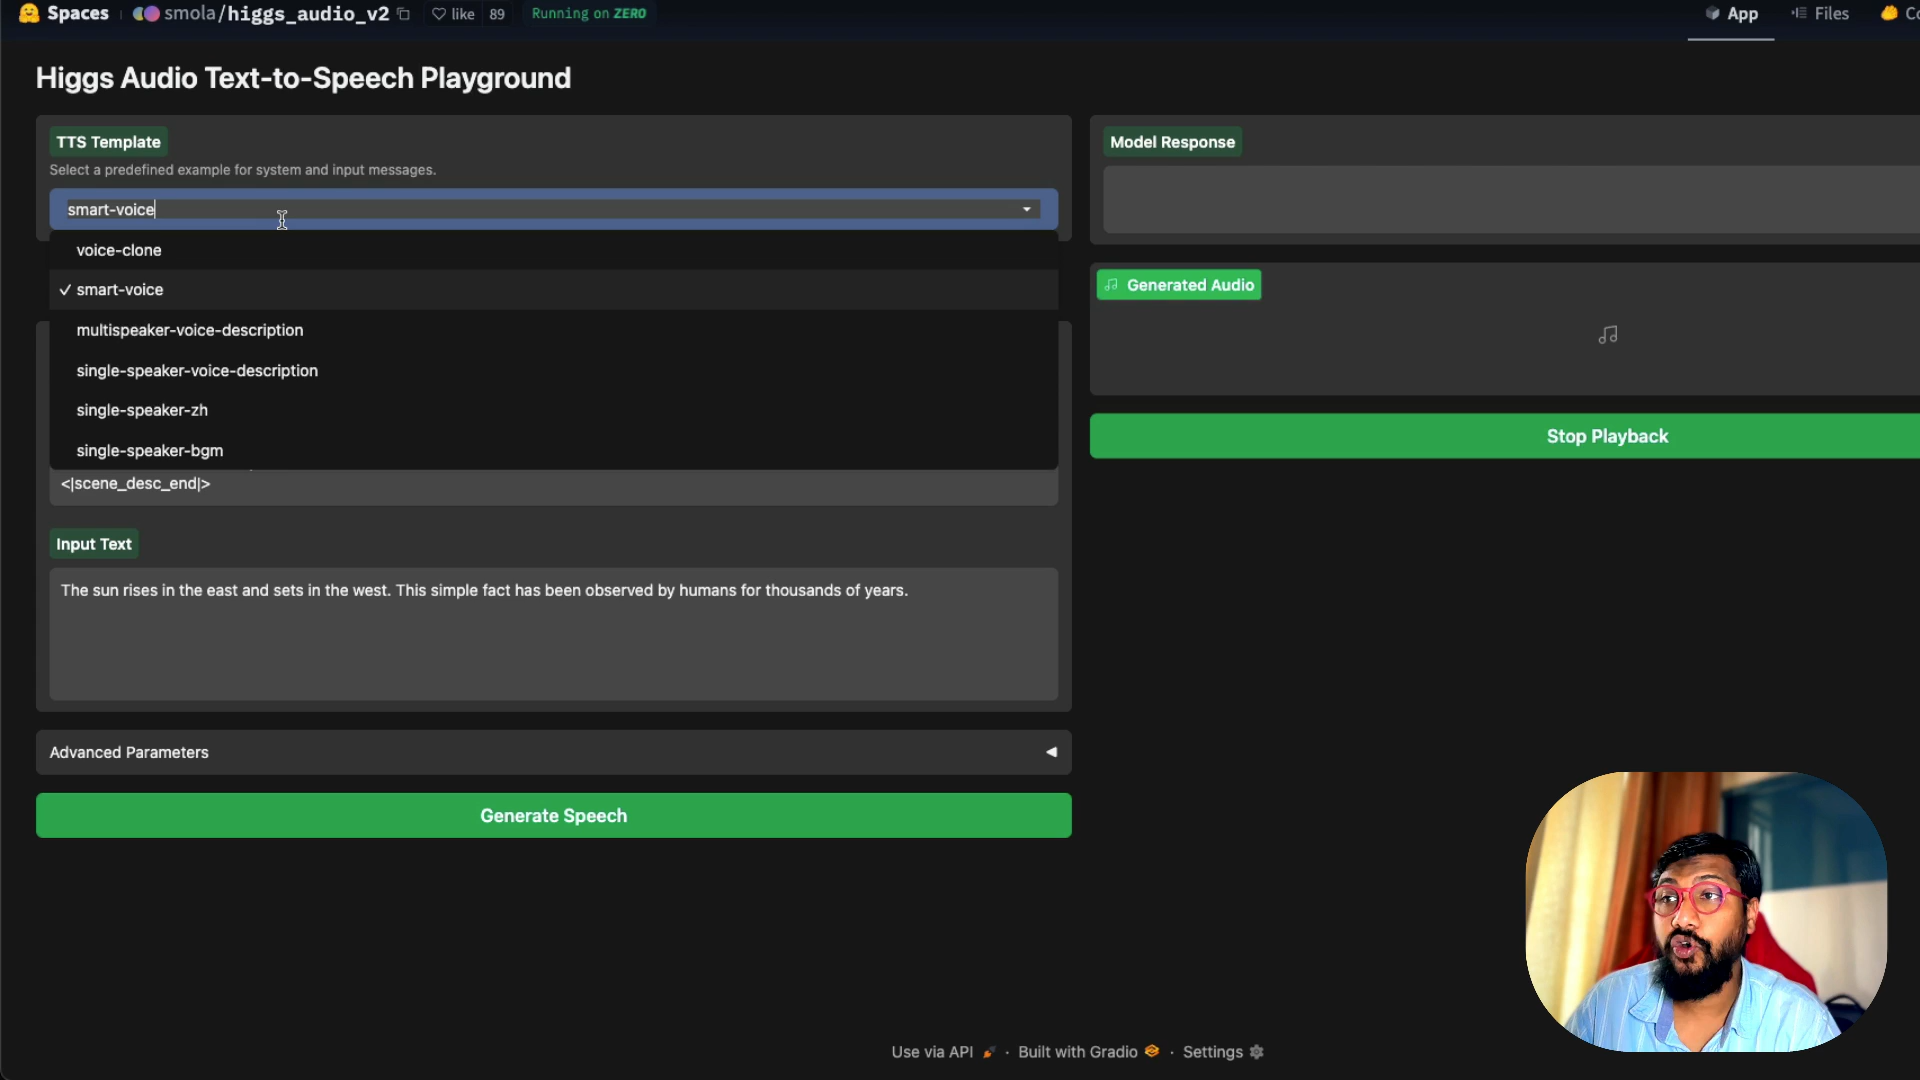 Spaces smola/higgs_audio_v2 like 89 Running on ZERO App Files
Higgs Audio Text-to-Speech Playground
TTS Template
Select a predefined example for system and input messages.
smart-voice
voice-clone
✓ smart-voice
multispeaker-voice-description
single-speaker-voice-description
single-speaker-zh
single-speaker-bgm
<|scene_desc_end|>
Input Text
The sun rises in the east and sets in the west. This simple fact has been observed by humans for thousands of years.
Advanced Parameters
Generate Speech
Model Response
Generated Audio
Stop Playback
Use via API · Built with Gradio · Settings